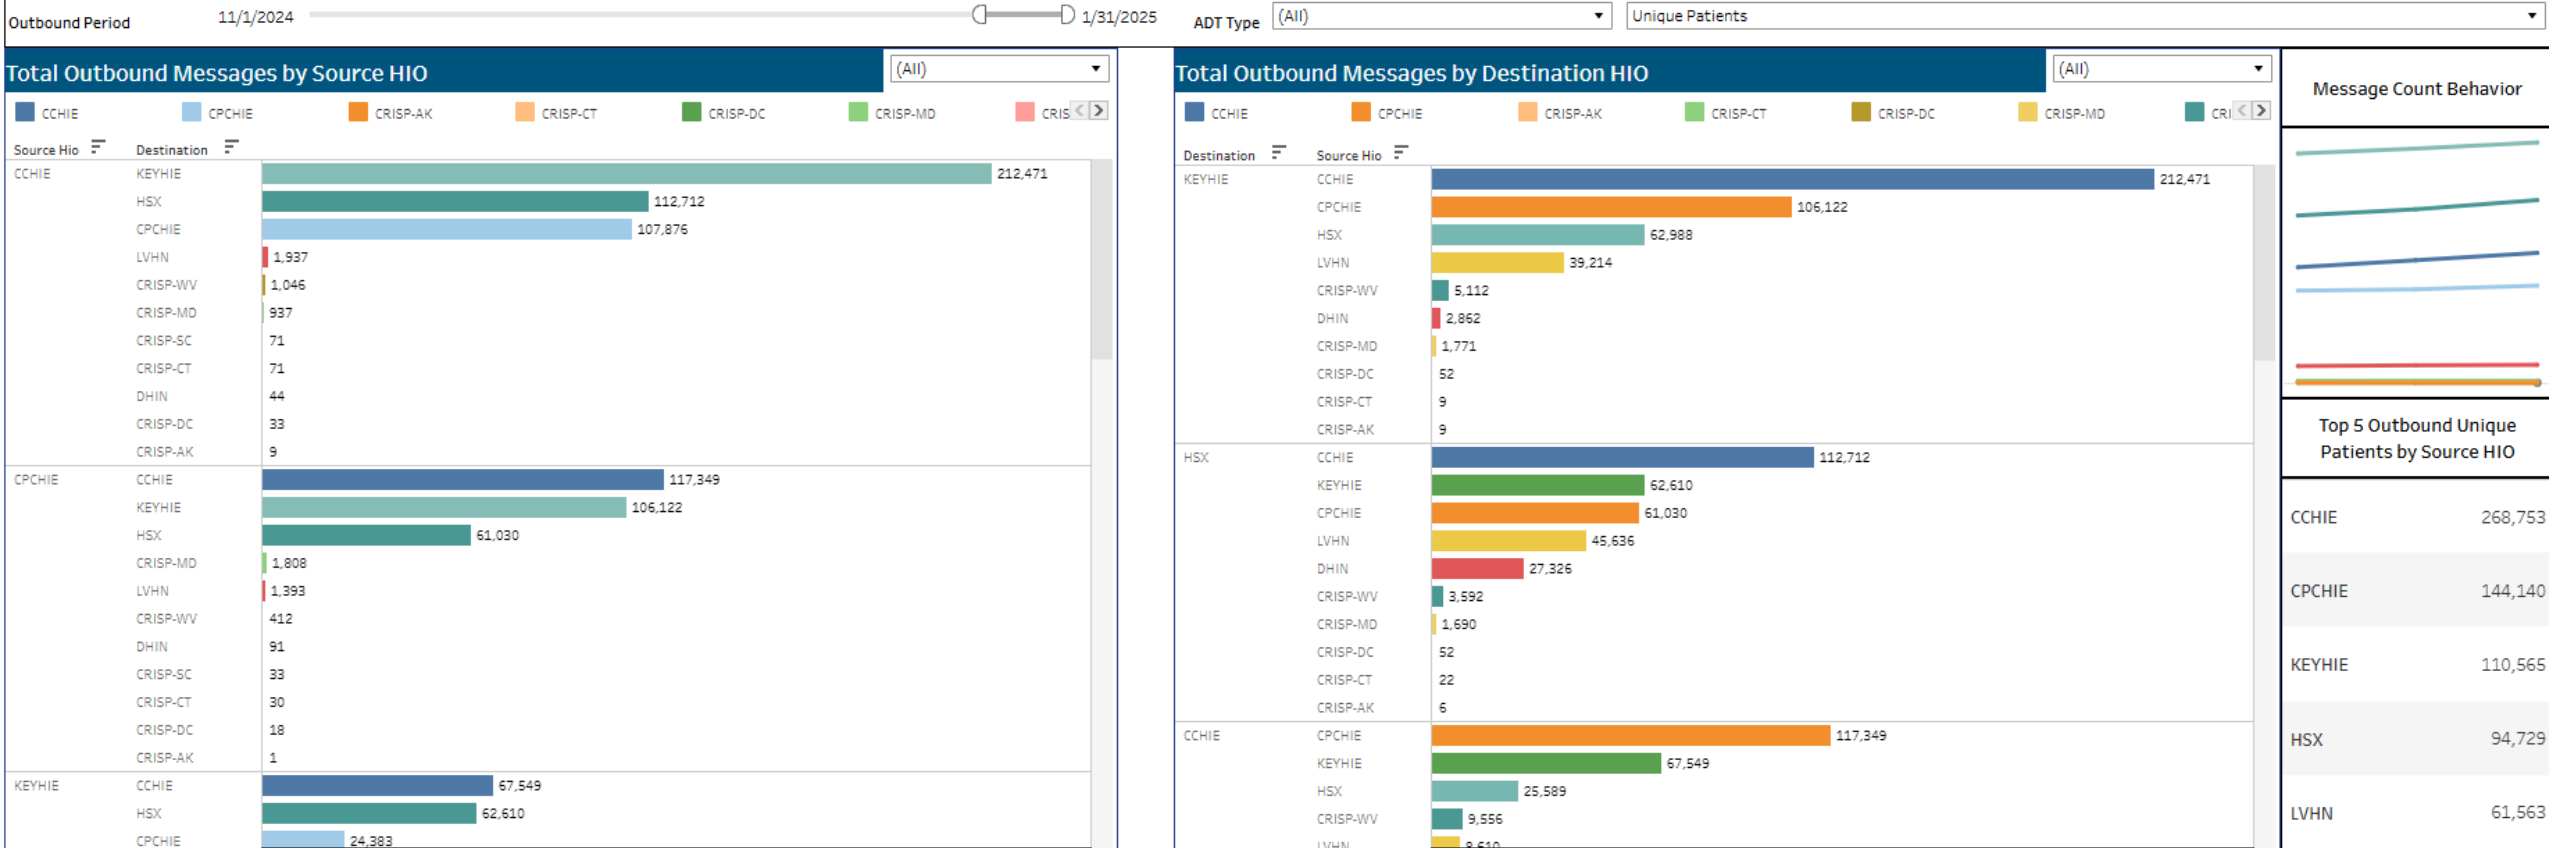 Outbound Period 11/1/2024 1/31/2025 ADT Type (All) Unique Patients
Total Outbound Messages by Source HIO (All)
CCHIE CPCHIE CRISP-AK CRISP-CT CRISP-DC CRISP-MD CRIS
Source Hio Destination
CCHIE KEYHIE 212,471
HSX 112,712
CPCHIE 107,876
LVHN 1,937
CRISP-WV 1,046
CRISP-MD 937
CRISP-SC 71
CRISP-CT 71
DHIN 44
CRISP-DC 33
CRISP-AK 9
CPCHIE CCHIE 117,349
KEYHIE 106,122
HSX 61,030
CRISP-MD 1,808
LVHN 1,393
CRISP-WV 412
DHIN 91
CRISP-SC 33
CRISP-CT 30
CRISP-DC 18
CRISP-AK 1
KEYHIE CCHIE 67,549
HSX 62,610
CPCHIE 24,383
Total Outbound Messages by Destination HIO (All)
CCHIE CPCHIE CRISP-AK CRISP-CT CRISP-DC CRISP-MD CRI
Destination Source Hio
KEYHIE CCHIE 212,471
CPCHIE 106,122
HSX 62,988
LVHN 39,214
CRISP-WV 5,112
DHIN 2,862
CRISP-MD 1,771
CRISP-DC 52
CRISP-CT 9
CRISP-AK 9
HSX CCHIE 112,712
KEYHIE 62,610
CPCHIE 61,030
LVHN 45,636
DHIN 27,326
CRISP-WV 3,592
CRISP-MD 1,690
CRISP-DC 52
CRISP-CT 22
CRISP-AK 6
CCHIE CPCHIE 117,349
KEYHIE 67,549
HSX 25,589
CRISP-WV 9,556
LVHN
Message Count Behavior
Top 5 Outbound Unique
Patients by Source HIO
CCHIE 268,753
CPCHIE 144,140
KEYHIE 110,565
HSX 94,729
LVHN 61,563